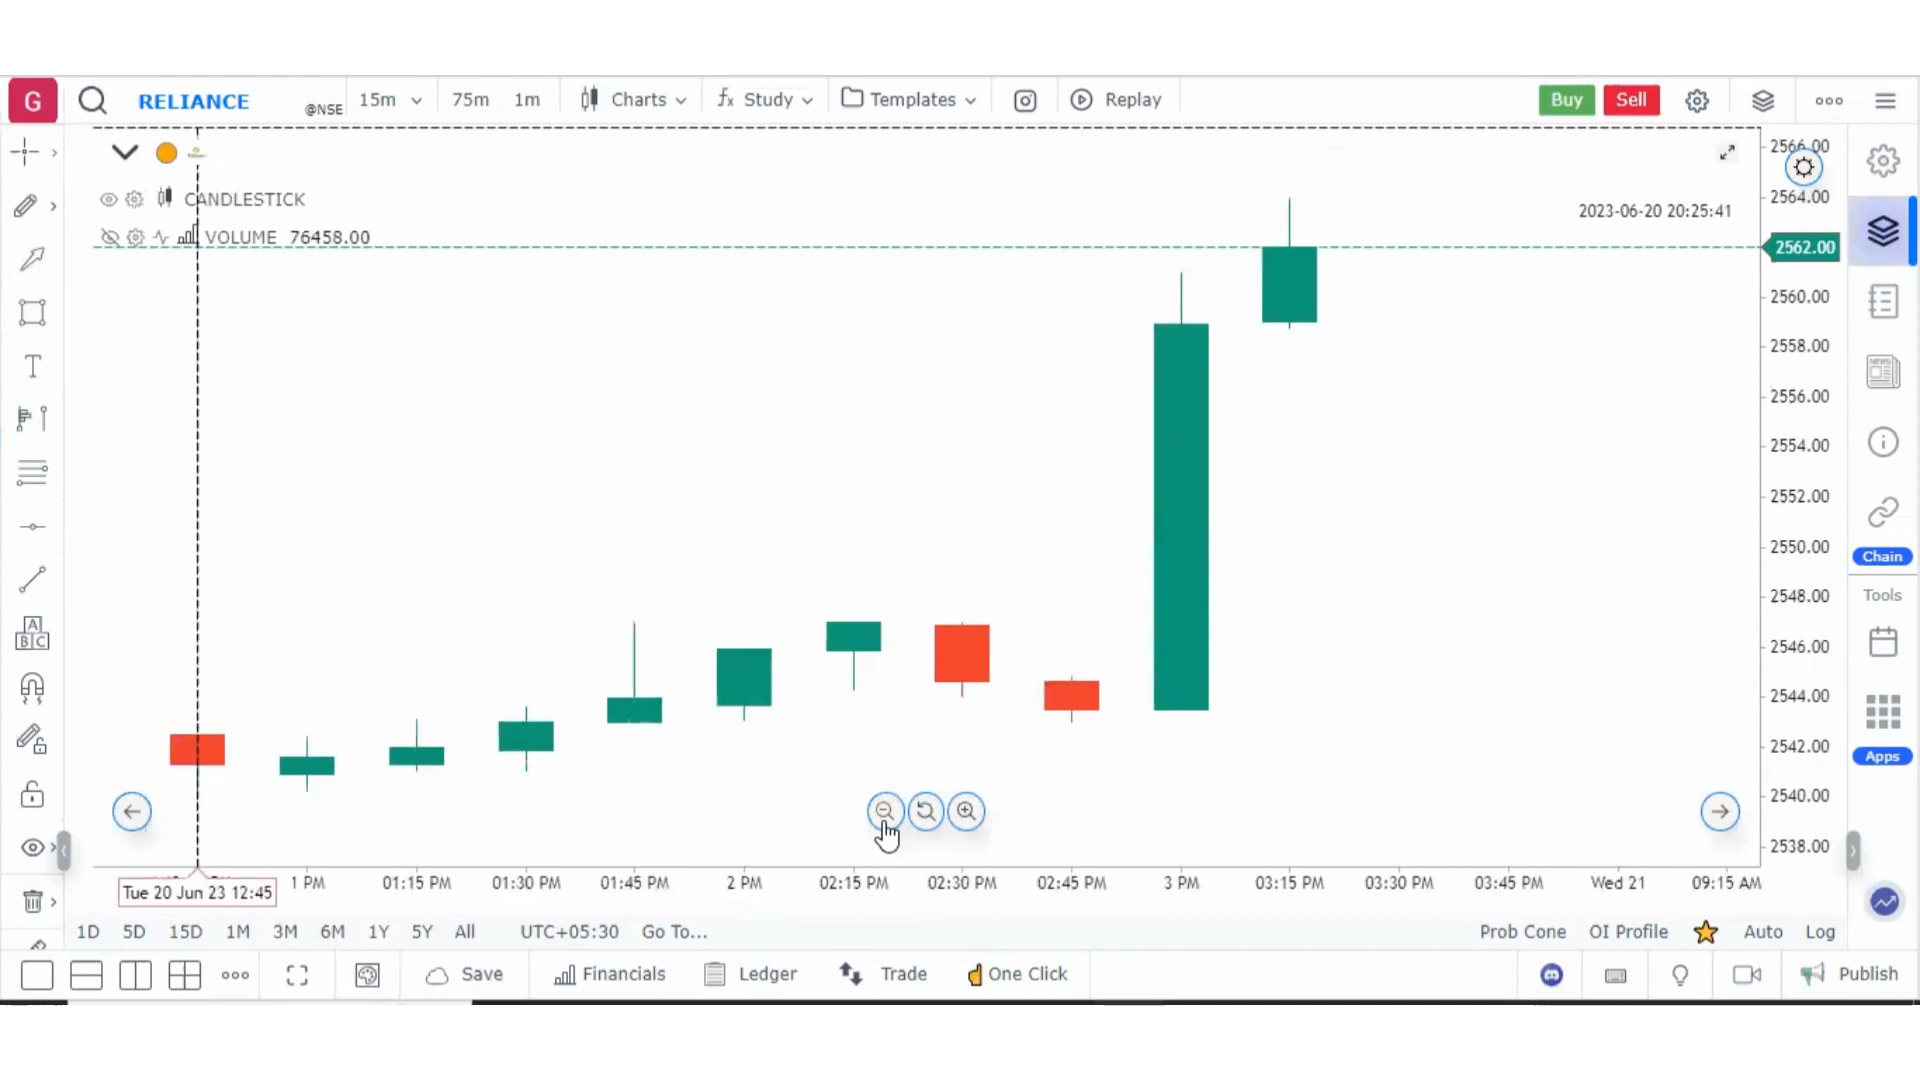 G RELIANCE @NSE 15m 75m 1m Charts fx Study Templates Replay Buy Sell
2566.00
CANDLESTICK
2564.00
2023-06-20 20:25:41
VOLUME 76458.00
2562.00
2560.00
2558.00
2556.00
2554.00
2552.00
2550.00
2548.00
2546.00
2544.00
2542.00
2540.00
2538.00
T
A
B C
NEWS
Chain
Tools
Apps
Tue 20 Jun 23 12:45 1 PM 01:15 PM 01:30 PM 01:45 PM 2 PM 02:15 PM 02:30 PM 02:45 PM 3 PM 03:15 PM 03:30 PM 03:45 PM Wed 21 09:15 AM
1D 5D 15D 1M 3M 6M 1Y 5Y All UTC+05:30 Go To... Prob Cone OI Profile Auto Log
Save Financials Ledger Trade One Click Publish